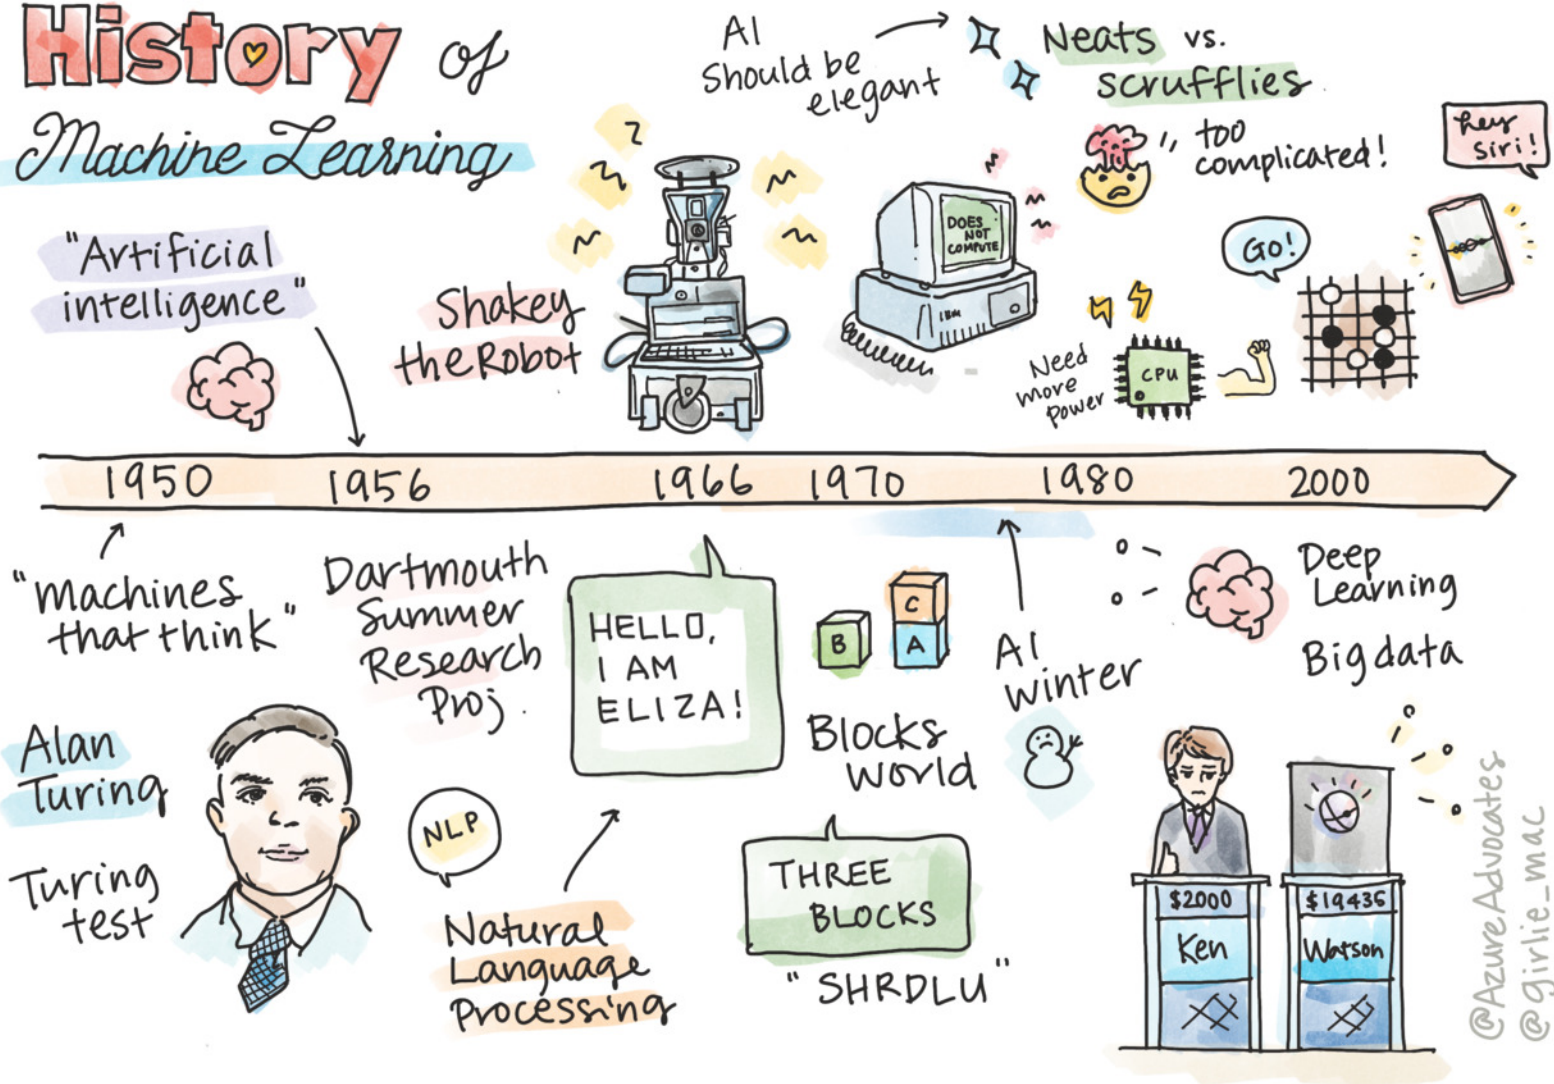 History of
Machine Learning
"Artificial
intelligence"
Shakey
the Robot
AI
should be
elegant
Neats vs.
scrufflies
too
complicated!
hey
siri!
DOES
NOT
COMPUTE
IBM
GO!
Need
more
power
CPU
1950 1956 1966 1970 1980 2000
"machines
that think"
Alan
Turing
Turing
test
Dartmouth
Summer
Research
Proj.
HELLO,
I AM
ELIZA!
NLP
Natural
Language
Processing
B
C
A
Blocks
world
THREE
BLOCKS
"SHRDLU"
AI
winter
Deep
Learning
Big data
$2000
Ken
$19435
Watson
@AzureAdvocates
@girlie_mac